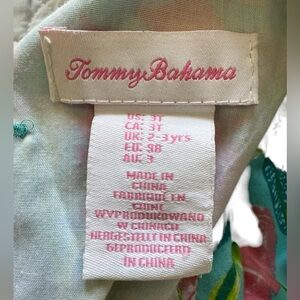 Tommy Bahama
US: 3T
CA: 3T
UK: 2-3 yrs
EU: 98
AU: 3
MADE IN
CHINA
FABRIQUÉ EN
CHINE
WYPRODUKOWANO
W CHINACH
HERGESTELLT IN CHINA
GEPRODUCEERD
IN CHINA